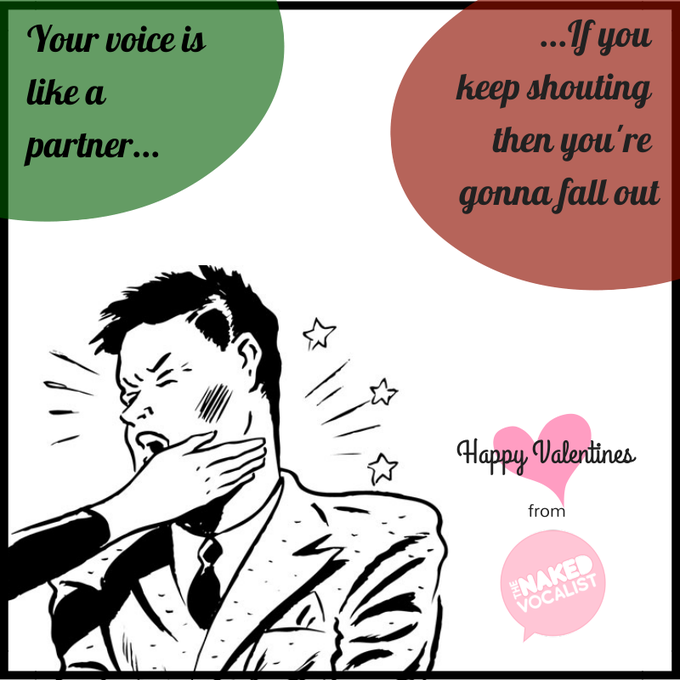 Your voice is
like a
partner...
...If you
keep shouting
then you're
gonna fall out
Happy Valentines
from
THE NAKED
VOCALIST